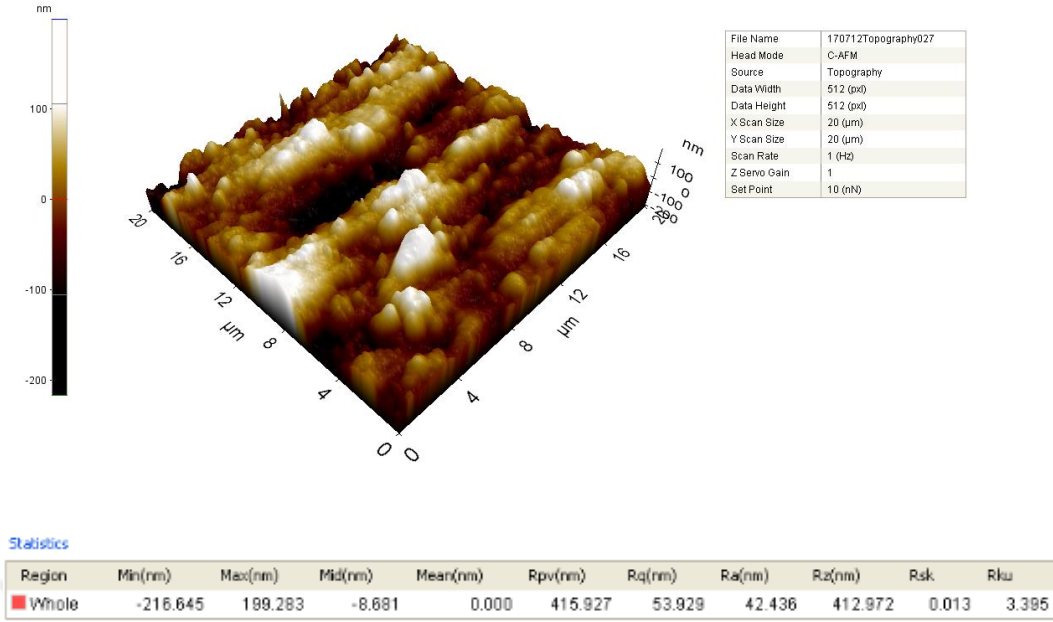 nm
100
0
-100
-200
File Name 170712Topography027
Head Mode C-AFM
Source Topography
Data Width 512 (pxl)
Data Height 512 (pxl)
X Scan Size 20 (µm)
Y Scan Size 20 (µm)
Scan Rate 1 (Hz)
Z Servo Gain 1
Set Point 10 (nN)
nm
100
0
-100
-200
20
16
12
µm
8
4
0
0
4
8
µm
12
16
20
Statistics
Region Min(nm) Max(nm) Mid(nm) Mean(nm) Rpv(nm) Rq(nm) Ra(nm) Rz(nm) Rsk Rku
Whole -216.645 199.283 -8.681 0.000 415.927 53.929 42.436 412.972 0.013 3.395